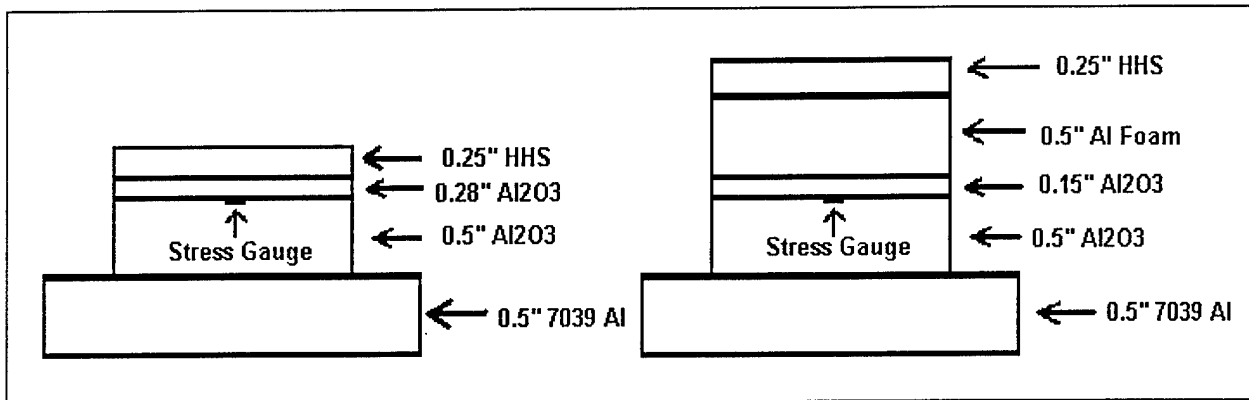 0.25" HHS
0.28" Al2O3
Stress Gauge
0.5" Al2O3
0.5" 7039 Al
0.25" HHS
0.5" Al Foam
0.15" Al2O3
Stress Gauge
0.5" Al2O3
0.5" 7039 Al